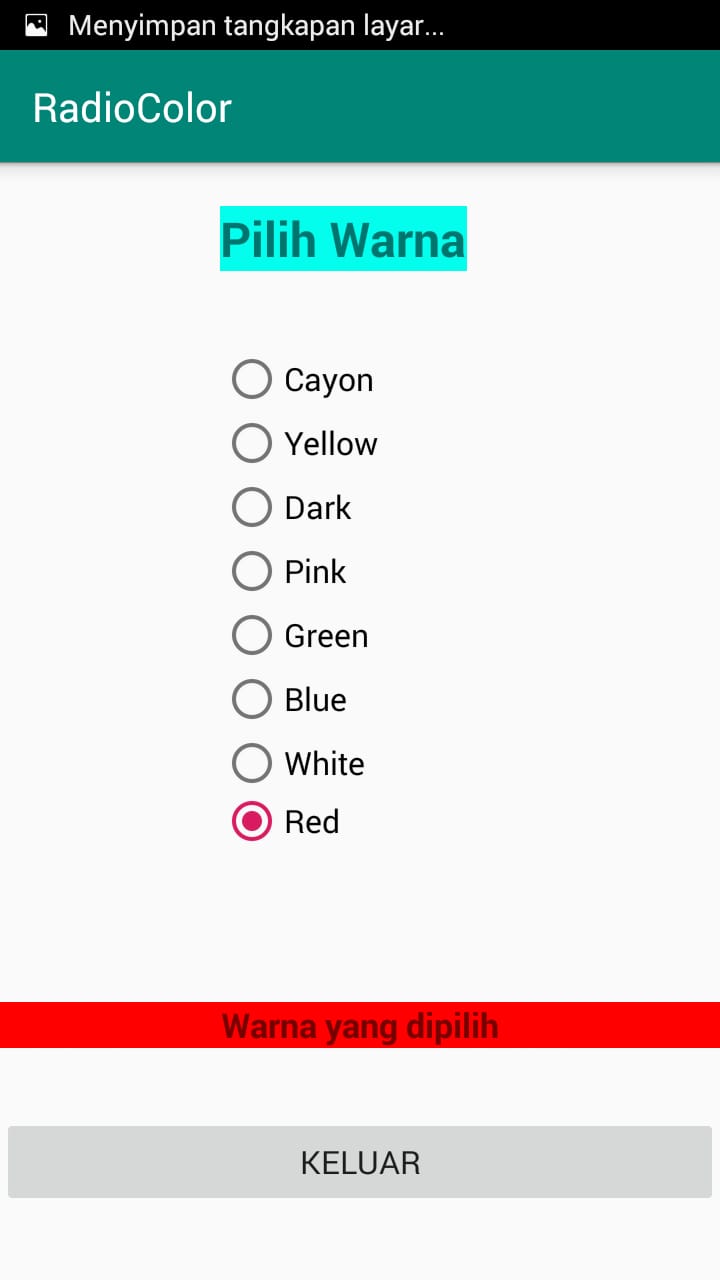 Menyimpan tangkapan layar...
RadioColor
Pilih Warna
Cayon
Yellow
Dark
Pink
Green
Blue
White
Red
Warna yang dipilih
KELUAR